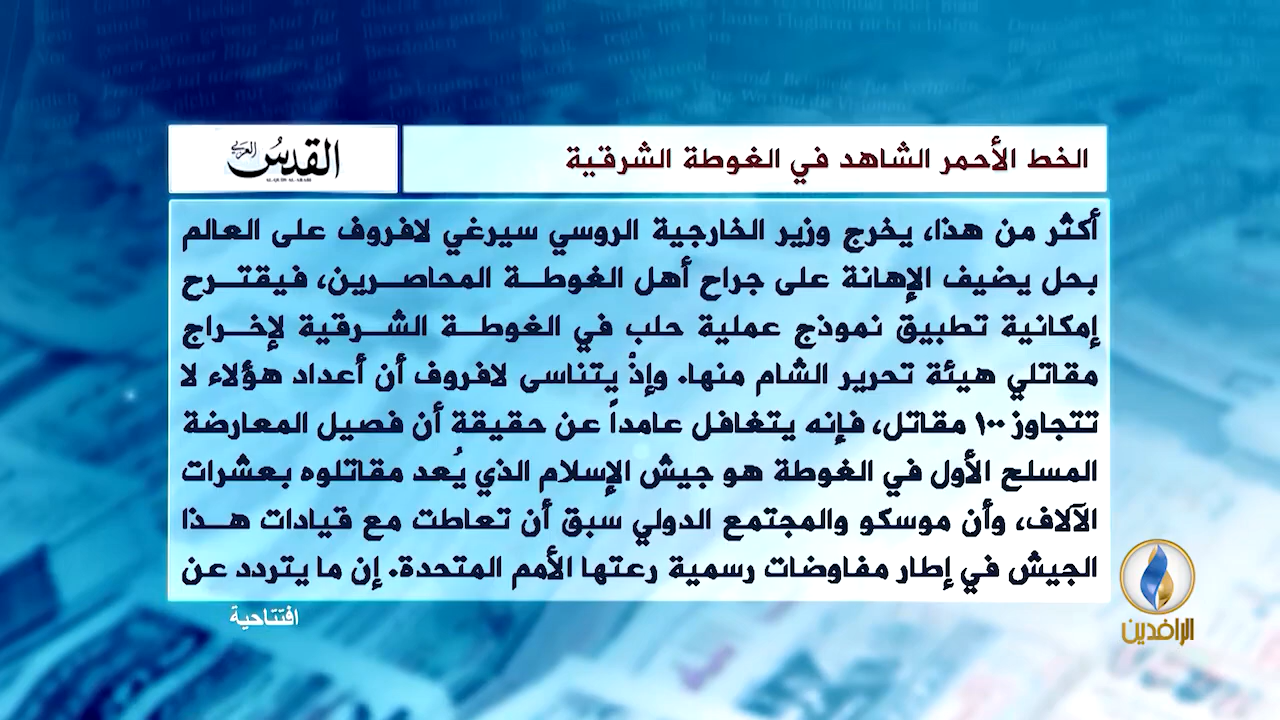 الخط الأحمر الشاهد في الغوطة الشرقية
القدس العربي
AL-QUDS AL-ARABI
أكثر من هذا، يخرج وزير الخارجية الروسي سيرغي لافروف على العالم
بحل يضيف الإهانة على جراح أهل الغوطة المحاصرين، فيقترح
إمكانية تطبيق نموذج عملية حلب في الغوطة الشرقية لإخراج
مقاتلي هيئة تحرير الشام منها. وإذْ يتناسى لافروف أن أعداد هؤلاء لا
تتجاوز ١٠٠ مقاتل، فإنه يتغافل عامداً عن حقيقة أن فصيل المعارضة
المسلح الأول في الغوطة هو جيش الإسلام الذي يُعد مقاتلوه بعشرات
الآلاف، وأن موسكو والمجتمع الدولي سبق أن تعاطت مع قيادات هذا
الجيش في إطار مفاوضات رسمية رعتها الأمم المتحدة. إن ما يتردد عن
افتتاحية
الرافدين